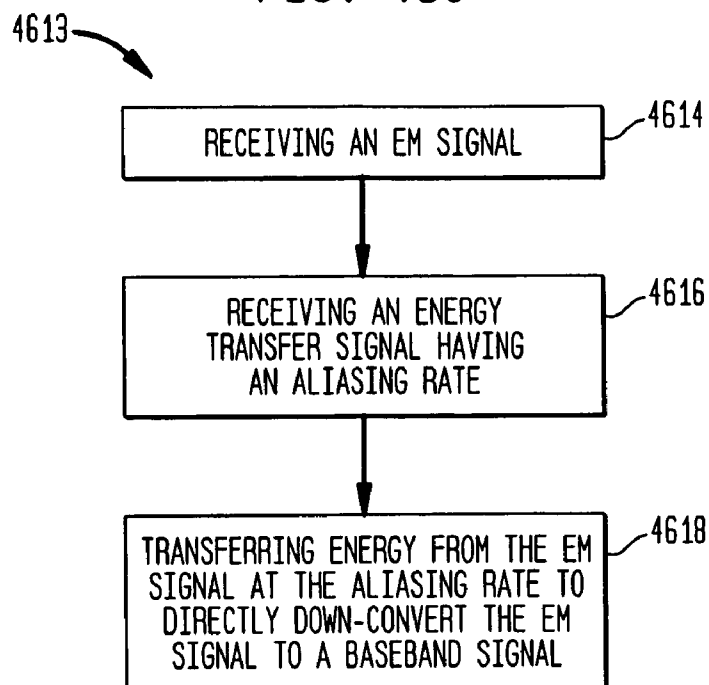 4613
RECEIVING AN EM SIGNAL
4614
RECEIVING AN ENERGY
TRANSFER SIGNAL HAVING
AN ALIASING RATE
4616
TRANSFERRING ENERGY FROM THE EM
SIGNAL AT THE ALIASING RATE TO
DIRECTLY DOWN-CONVERT THE EM
SIGNAL TO A BASEBAND SIGNAL
4618